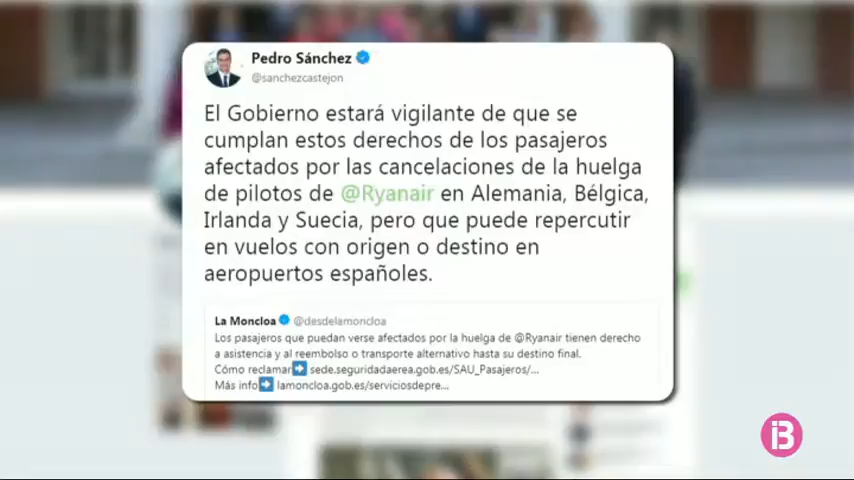 Pedro Sánchez
@sanchezcastejon
El Gobierno estará vigilante de que se
cumplan estos derechos de los pasajeros
afectados por las cancelaciones de la huelga
de pilotos de @Ryanair en Alemania, Bélgica,
Irlanda y Suecia, pero que puede repercutir
en vuelos con origen o destino en
aeropuertos españoles.
La Moncloa @desdelamoncloa
Los pasajeros que puedan verse afectados por la huelga de @Ryanair tienen derecho
a asistencia y al reembolso o transporte alternativo hasta su destino final.
Cómo reclamar➡ sede.seguridadaerea.gob.es/SAU_Pasajeros/...
Más info➡ lamoncloa.gob.es/serviciosdepre...
iB